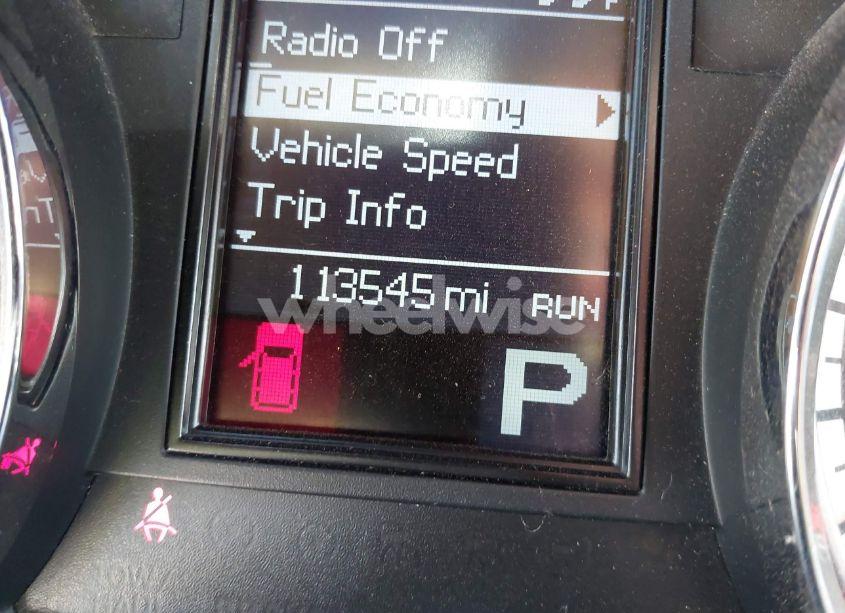 Radio Off
Fuel Economy
Vehicle Speed
Trip Info
113545 mi RUN
wheelwise
P